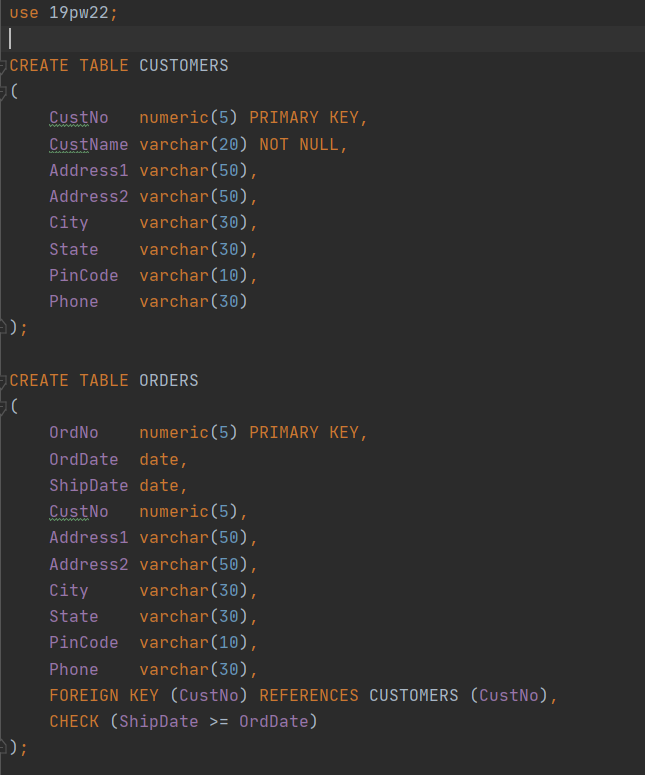 use 19pw22;
CREATE TABLE CUSTOMERS
(
CustNo numeric(5) PRIMARY KEY,
CustName varchar(20) NOT NULL,
Address1 varchar(50),
Address2 varchar(50),
City varchar(30),
State varchar(30),
PinCode varchar(10),
Phone varchar(30)
);
CREATE TABLE ORDERS
(
OrdNo numeric(5) PRIMARY KEY,
OrdDate date,
ShipDate date,
CustNo numeric(5),
Address1 varchar(50),
Address2 varchar(50),
City varchar(30),
State varchar(30),
PinCode varchar(10),
Phone varchar(30),
FOREIGN KEY (CustNo) REFERENCES CUSTOMERS (CustNo),
CHECK (ShipDate >= OrdDate)
);